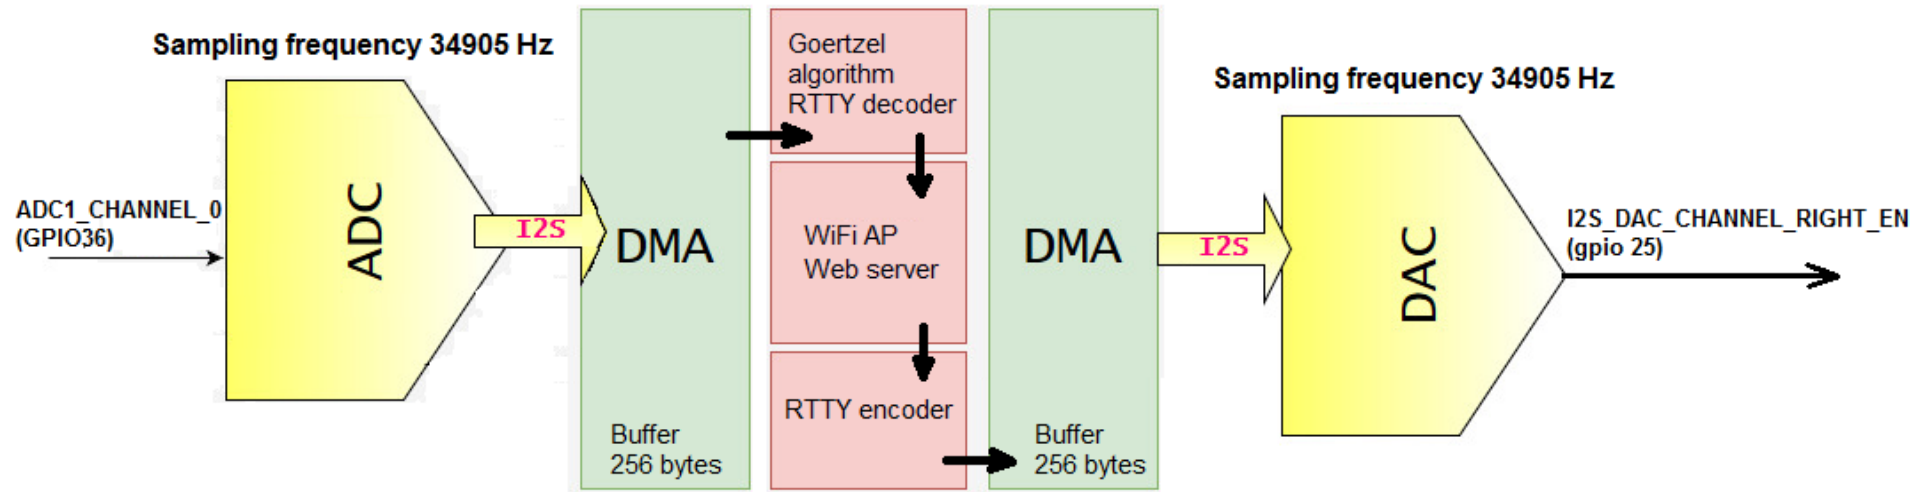 Sampling frequency 34905 Hz
ADC1_CHANNEL_0
(GPIO36)
ADC
I2S
DMA
Buffer
256 bytes
Goertzel
algorithm
RTTY decoder
WiFi AP
Web server
RTTY encoder
DMA
Buffer
256 bytes
I2S
Sampling frequency 34905 Hz
DAC
I2S_DAC_CHANNEL_RIGHT_EN
(gpio 25)